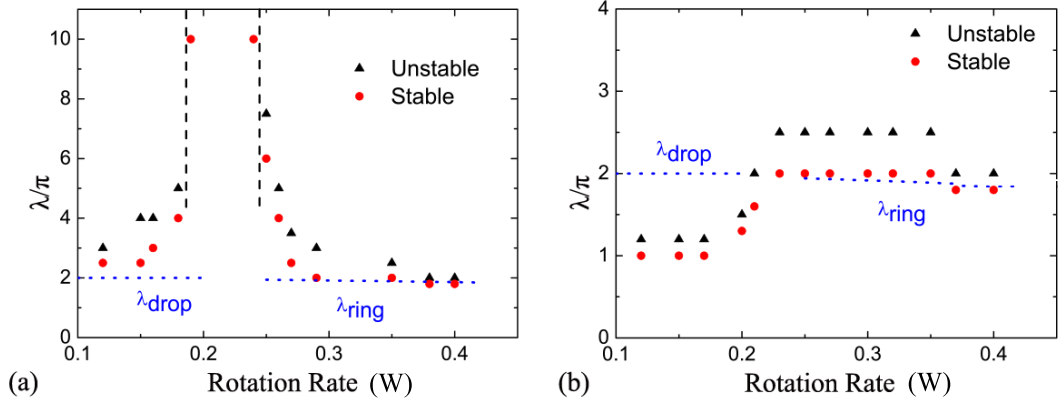 10
8
6
4
2
0
λ/π
Unstable
Stable
λdrop
λring
0.1 0.2 0.3 0.4
(a) Rotation Rate (W)
4
3
2
1
0
λ/π
Unstable
Stable
λdrop
λring
0.1 0.2 0.3 0.4
(b) Rotation Rate (W)